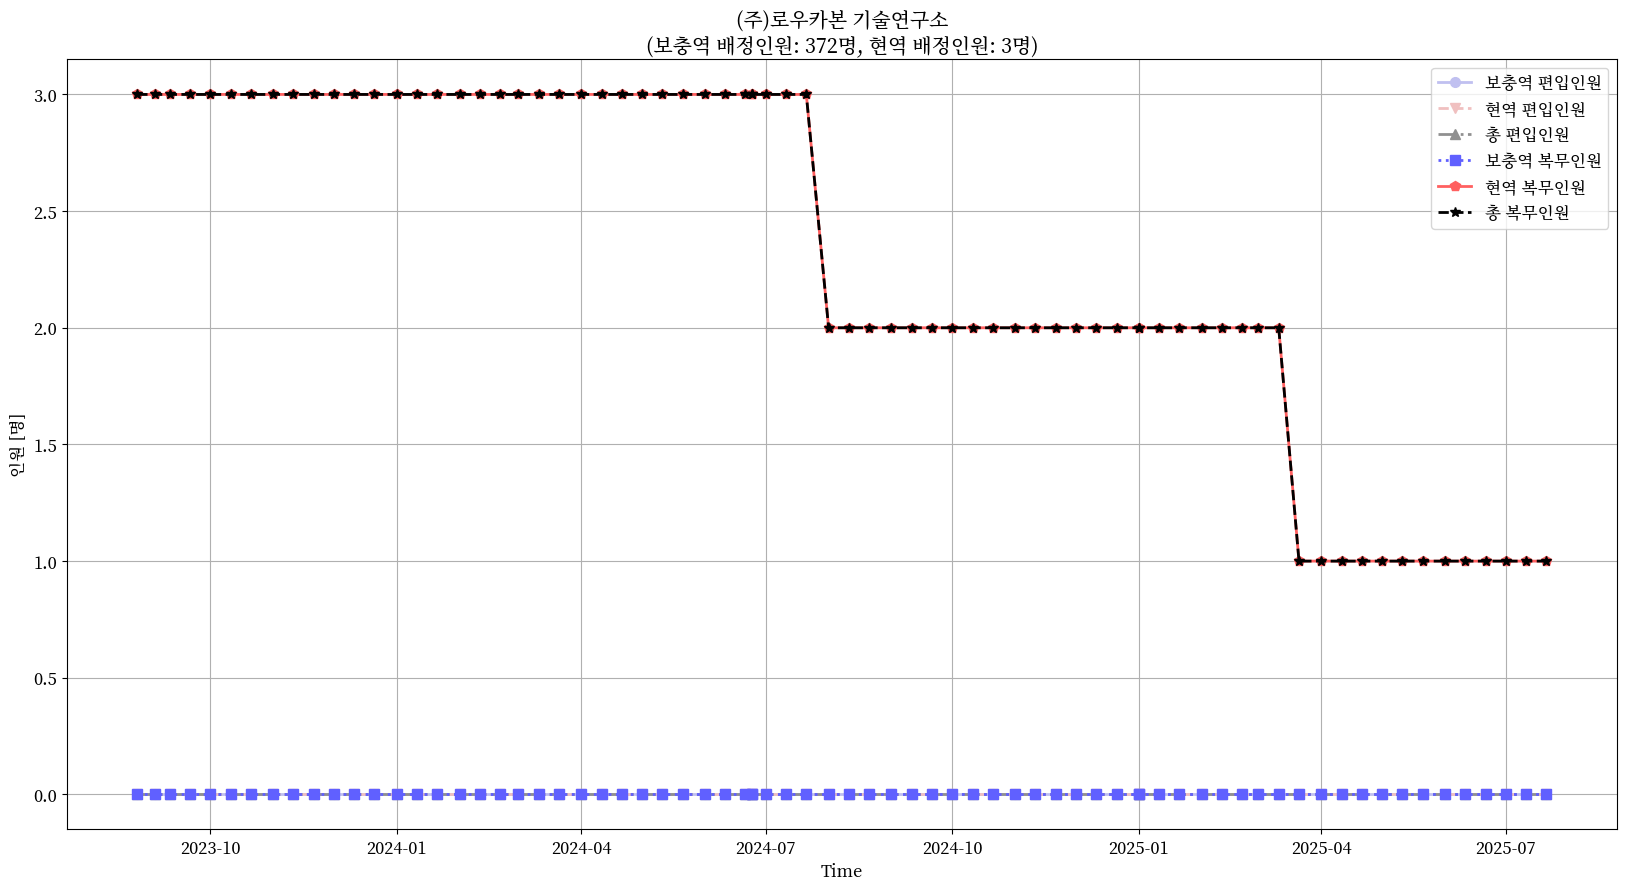 (주)로우카본 기술연구소
(보충역 배정인원: 372명, 현역 배정인원: 3명)
보충역 편입인원
현역 편입인원
총 편입인원
보충역 복무인원
현역 복무인원
총 복무인원
인원 [명]
3.0
2.5
2.0
1.5
1.0
0.5
0.0
2023-10
2024-01
2024-04
2024-07
2024-10
2025-01
2025-04
2025-07
Time